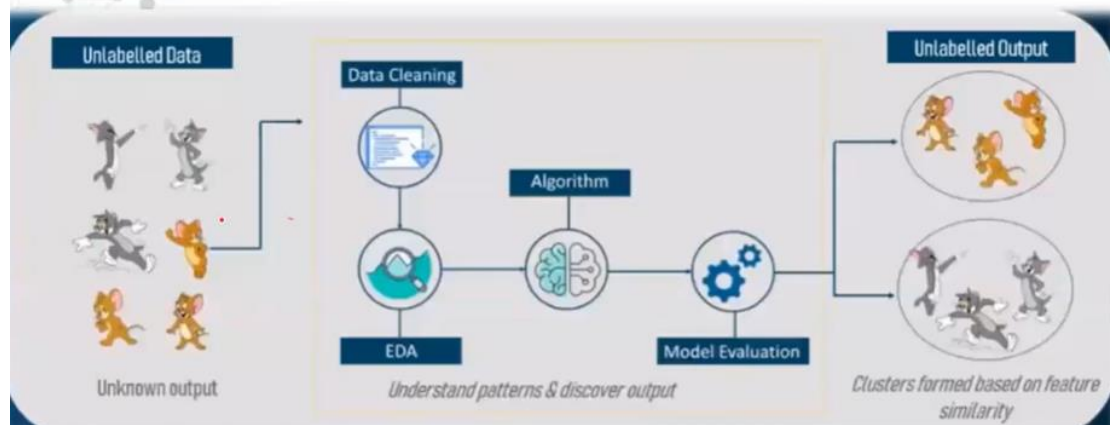 Unlabelled Data
Unlabelled Output
Data Cleaning
Algorithm
EDA
Model Evaluation
Unknown output
Understand patterns & discover output
Clusters formed based on feature
similarity